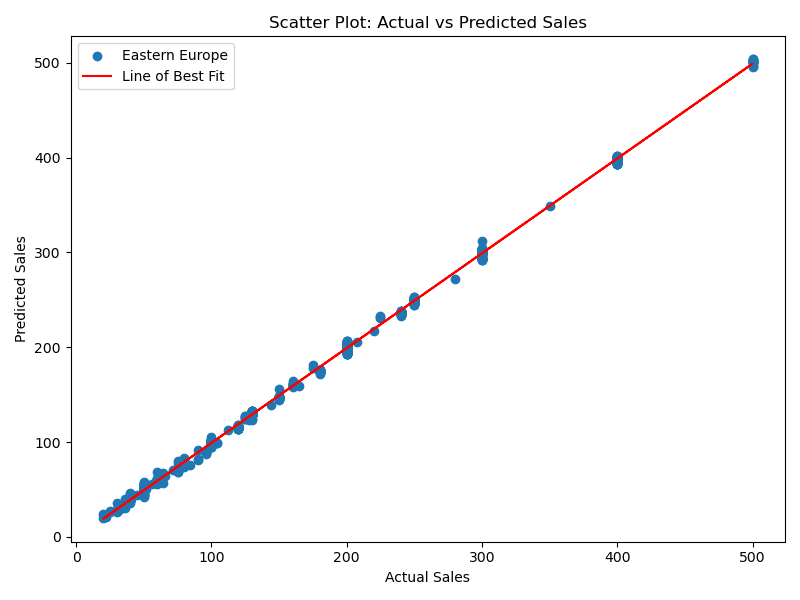 Scatter Plot: Actual vs Predicted Sales
Eastern Europe
Line of Best Fit
Predicted Sales
500
400
300
200
100
0
0 100 200 300 400 500
Actual Sales